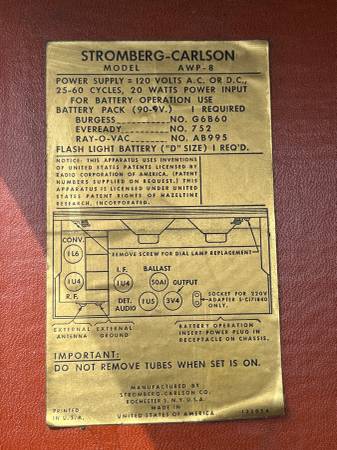 STROMBERG-CARLSON
MODEL AWP-8
POWER SUPPLY = 120 VOLTS A.C. OR D.C.,
25-60 CYCLES, 20 WATTS POWER INPUT
FOR BATTERY OPERATION USE
BATTERY PACK (90-9V.) 1 REQUIRED
BURGESS NO. G6B60
EVEREADY NO. 752
RAY-O-VAC NO. AB995
FLASH LIGHT BATTERY ("D" SIZE) 1 REQ'D.
NOTICE: THIS APPARATUS USES INVENTIONS
OF UNITED STATES PATENTS LICENSED BY
RADIO CORPORATION OF AMERICA. (PATENT
NUMBERS SUPPLIED ON REQUEST.) THIS
APPARATUS IS LICENSED UNDER UNITED
STATES PATENT RIGHTS OF HAZELTINE
RESEARCH, INCORPORATED.
CONV.
1L6
REMOVE SCREW FOR DIAL LAMP REPLACEMENT
I.F. BALLAST
1U4 1U4 50A1 OUTPUT
R.F. DET. AUDIO 1U5 3V4
SOCKET FOR 220V
ADAPTER S-C171840
ONLY.
EXTERNAL ANTENNA
EXTERNAL GROUND
BATTERY OPERATION
INSERT POWER PLUG IN
RECEPTACLE ON CHASSIS.
IMPORTANT:
DO NOT REMOVE TUBES WHEN SET IS ON.
MANUFACTURED BY
STROMBERG-CARLSON CO.
ROCHESTER 3, N.Y. U.S.A.
MADE IN
UNITED STATES OF AMERICA
PRINTED
IN U.S.A.